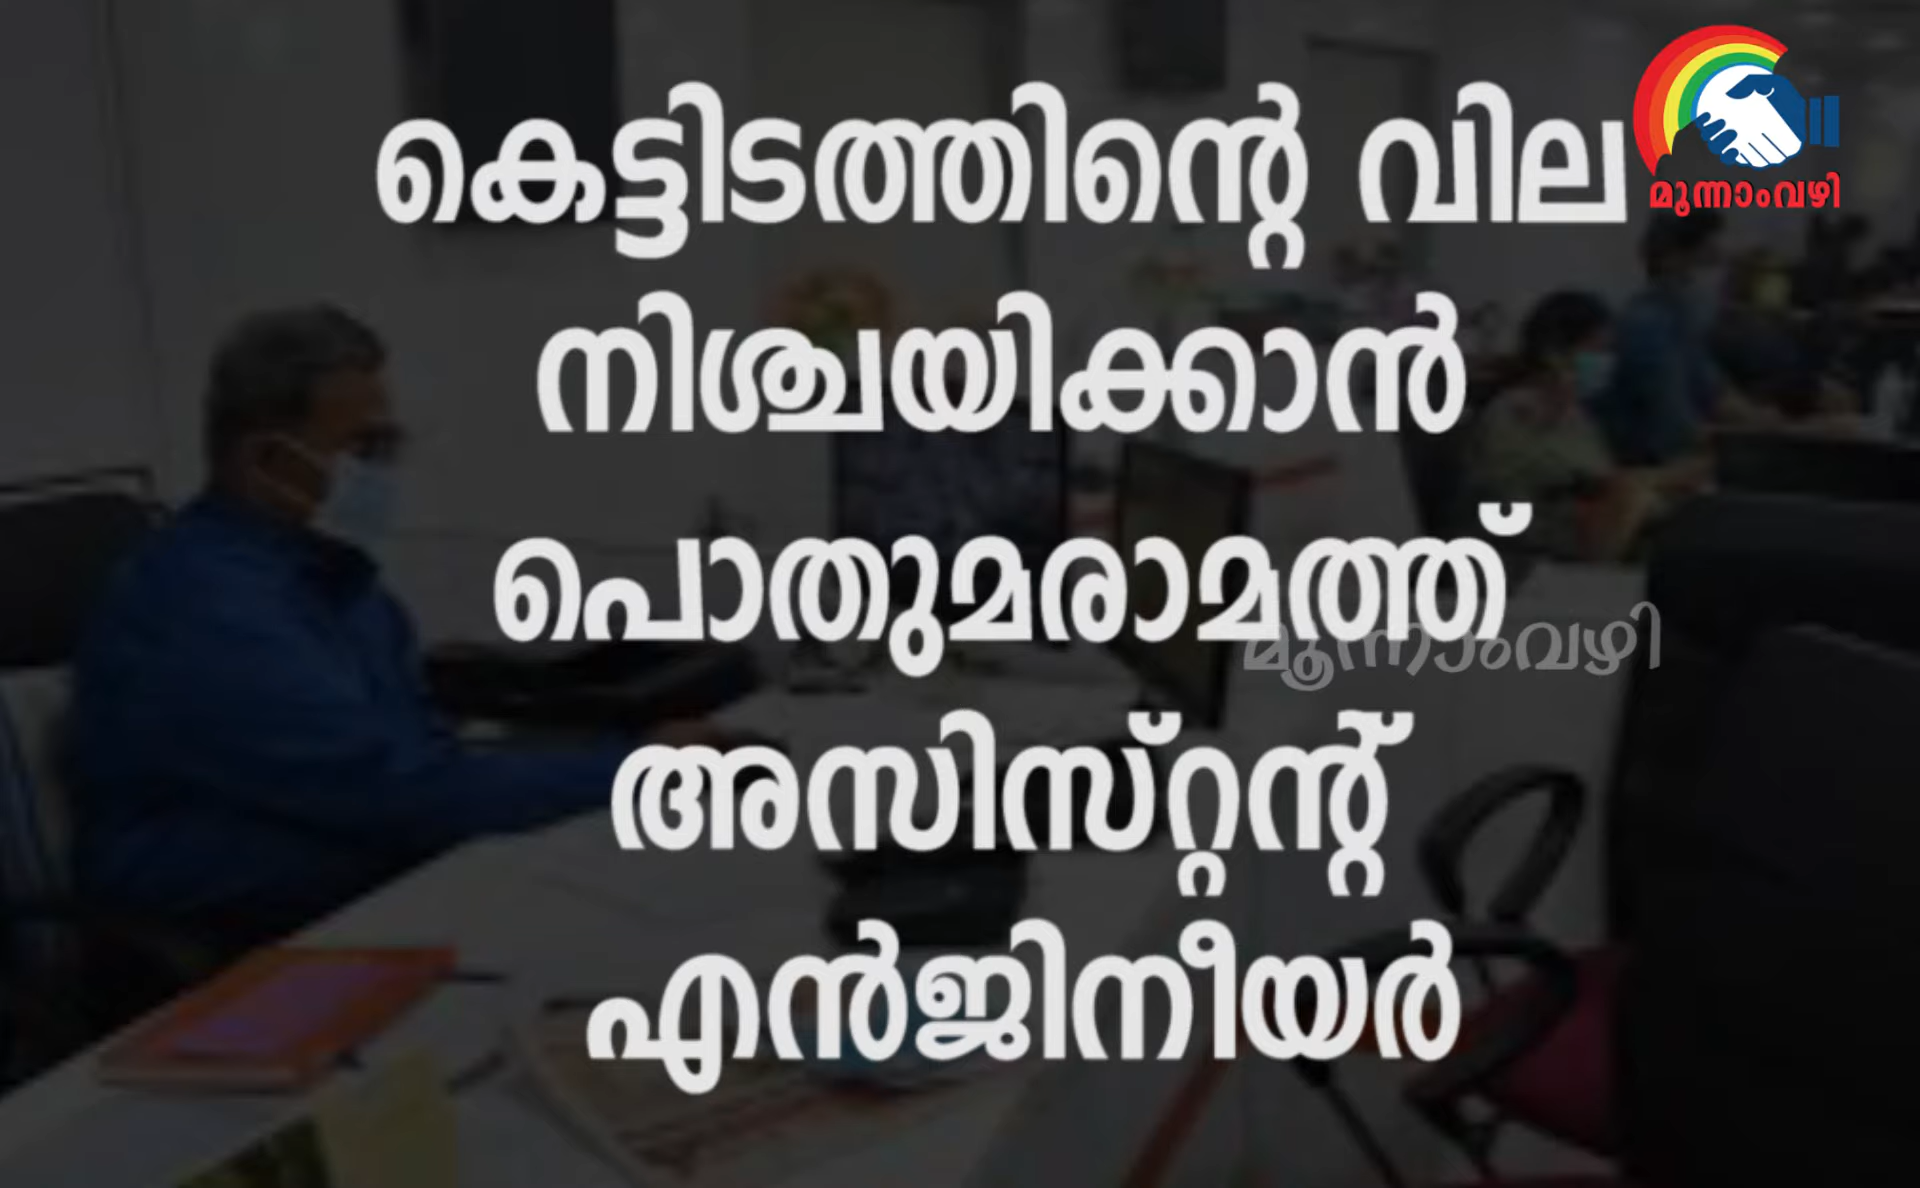 കെട്ടിടത്തിന്റെ വില
മൂന്നാംവഴി
നിശ്ചയിക്കാൻ
പൊതുമരാമത്ത്
മൂന്നാംവഴി
അസിസ്റ്റന്റ്
എൻജിനീയർ